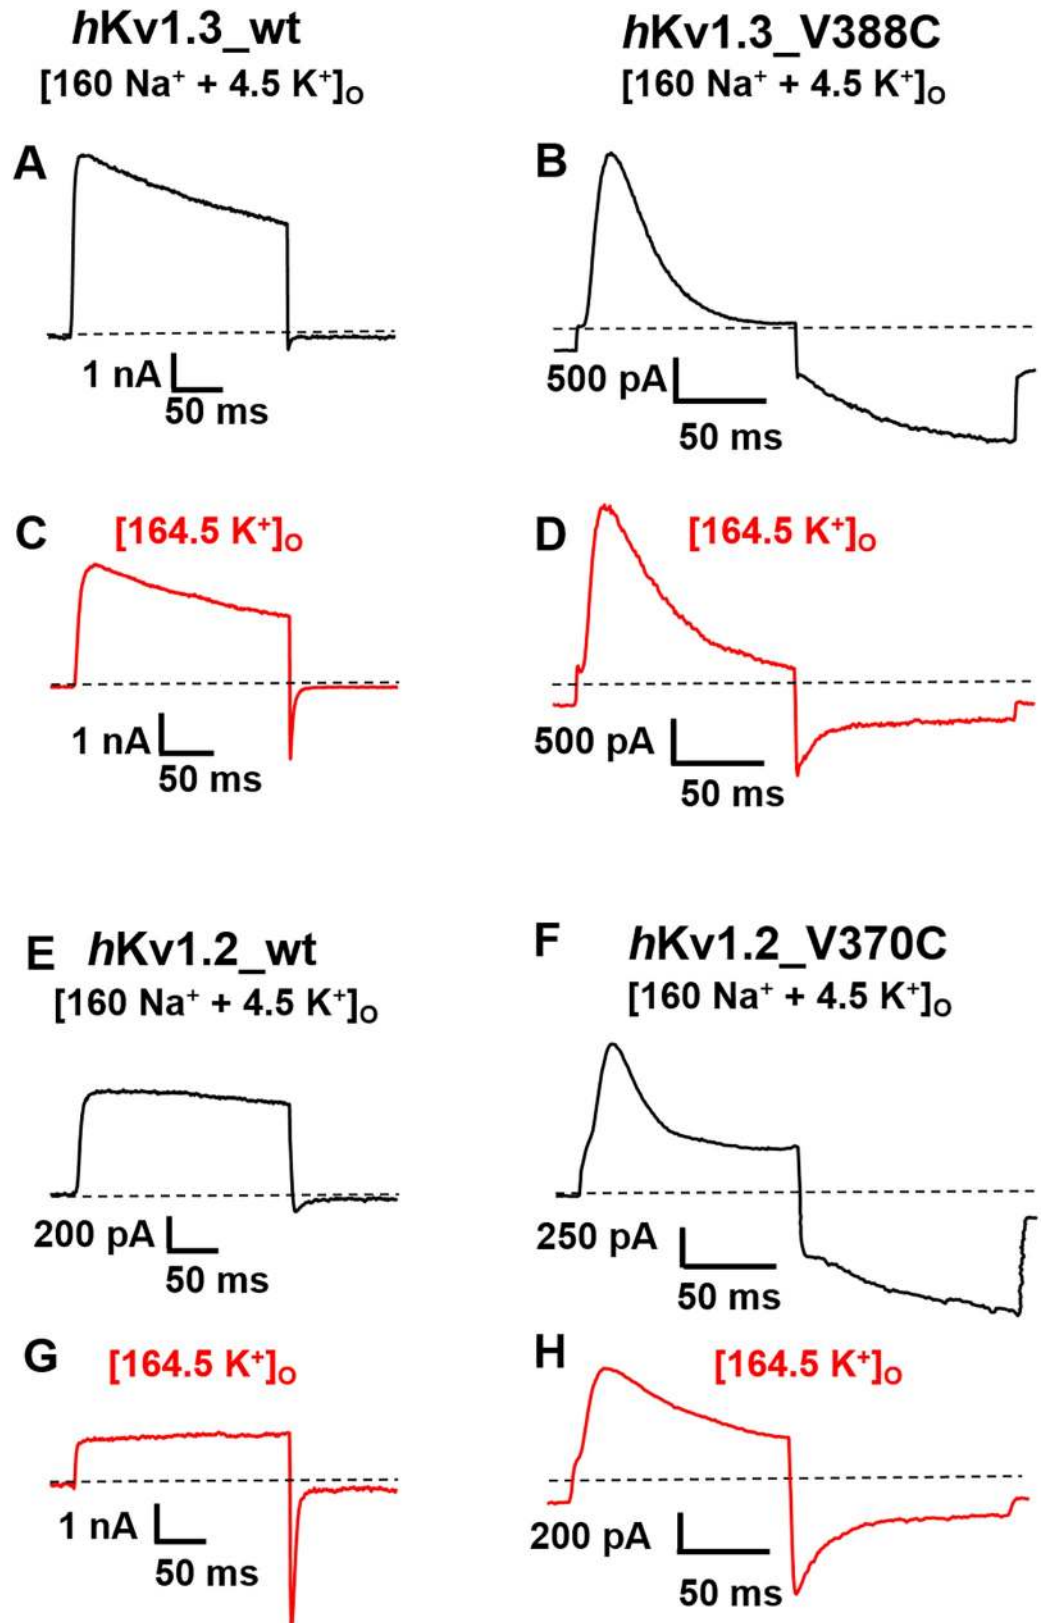 hKv1.3_wt
[160 Na⁺ + 4.5 K⁺]O
hKv1.3_V388C
[160 Na⁺ + 4.5 K⁺]O
A
1 nA
50 ms
B
500 pA
50 ms
C
[164.5 K⁺]O
1 nA
50 ms
D
[164.5 K⁺]O
500 pA
50 ms
E hKv1.2_wt
[160 Na⁺ + 4.5 K⁺]O
200 pA
50 ms
F hKv1.2_V370C
[160 Na⁺ + 4.5 K⁺]O
250 pA
50 ms
G [164.5 K⁺]O
1 nA
50 ms
H [164.5 K⁺]O
200 pA
50 ms